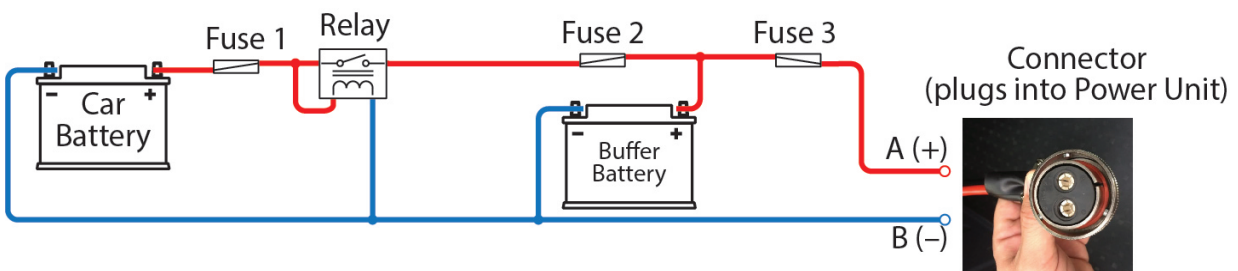 Fuse 1
Relay
Fuse 2
Fuse 3
Connector
(plugs into Power Unit)
− +
Car
Battery
− +
Buffer
Battery
A (+)
B (−)